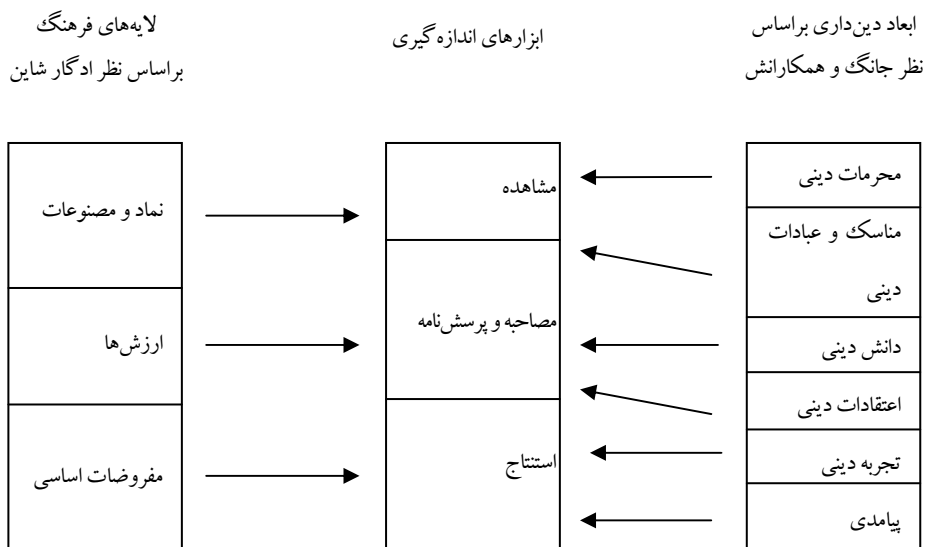 ابعاد دین‌داری براساس
نظر جانگ و همکارانش
محرمات دینی
مناسک و عبادات
دینی
دانش دینی
اعتقادات دینی
تجربه دینی
پیامدی
ابزارهای اندازه‌گیری
مشاهده
مصاحبه و پرسش‌نامه
استنتاج
لایه‌های فرهنگ
براساس نظر ادگار شاین
نماد و مصنوعات
ارزش‌ها
مفروضات اساسی